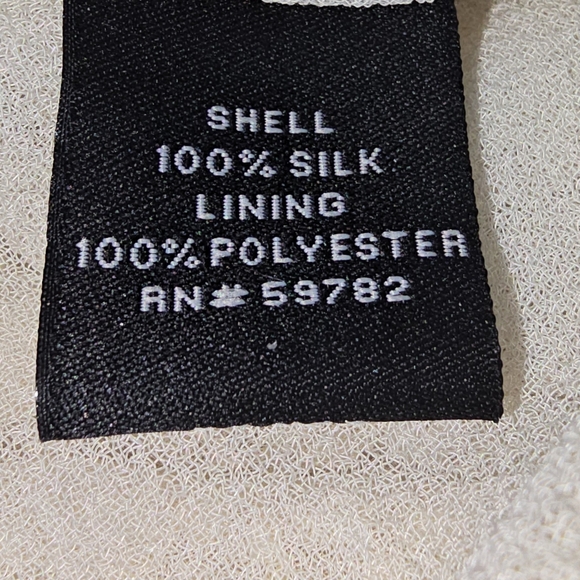 SHELL
100% SILK
LINING
100% POLYESTER
RN# 59782